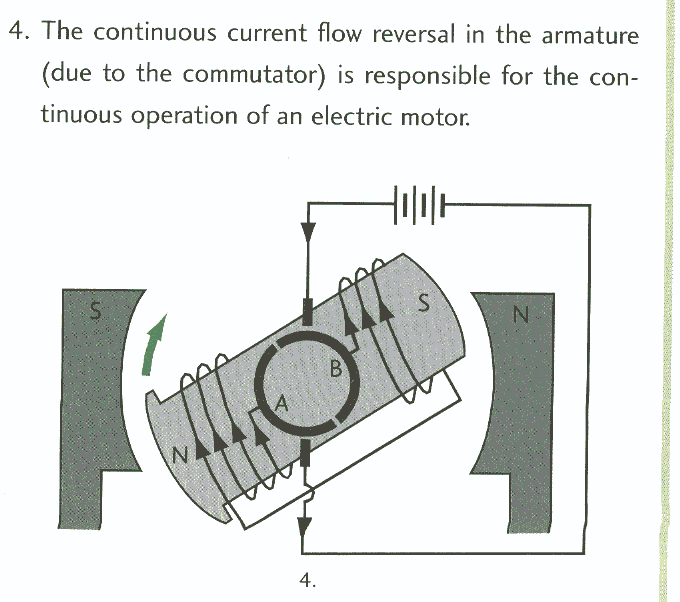 4. The continuous current flow reversal in the armature
(due to the commutator) is responsible for the con-
tinuous operation of an electric motor.
S
S
N
B
A
N
4.